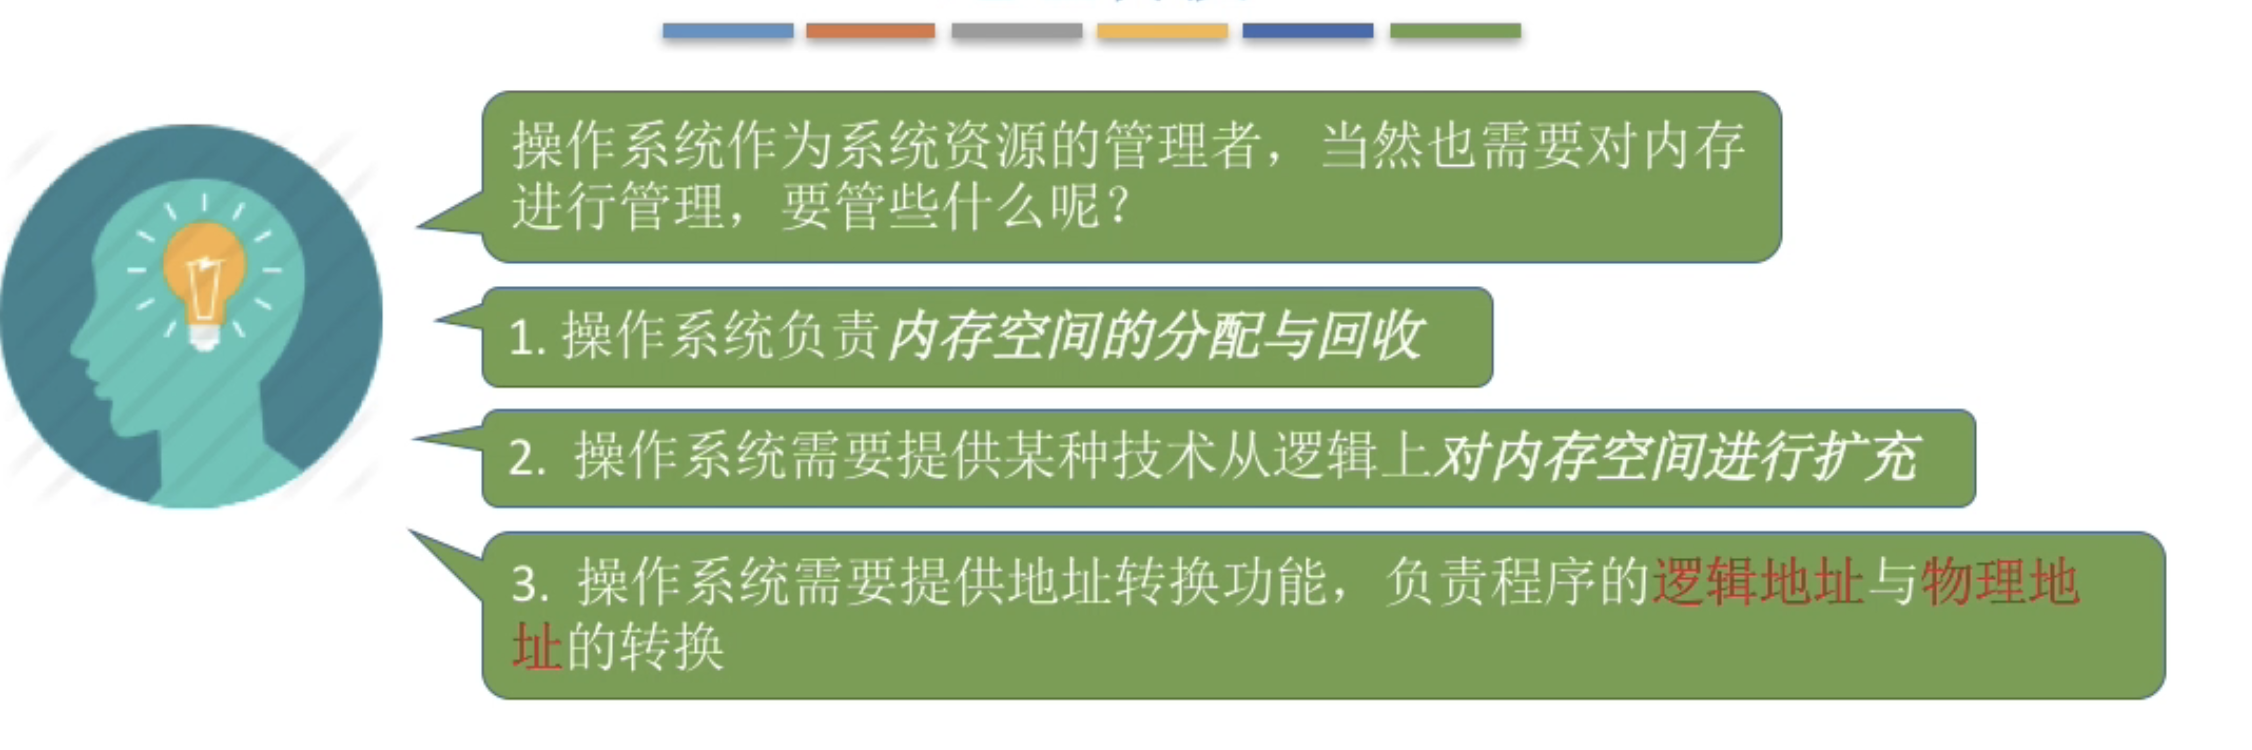 操作系统作为系统资源的管理者，当然也需要对内存
进行管理，要管些什么呢？
1. 操作系统负责内存空间的分配与回收
2. 操作系统需要提供某种技术从逻辑上对内存空间进行扩充
3. 操作系统需要提供地址转换功能，负责程序的逻辑地址与物理地
址的转换